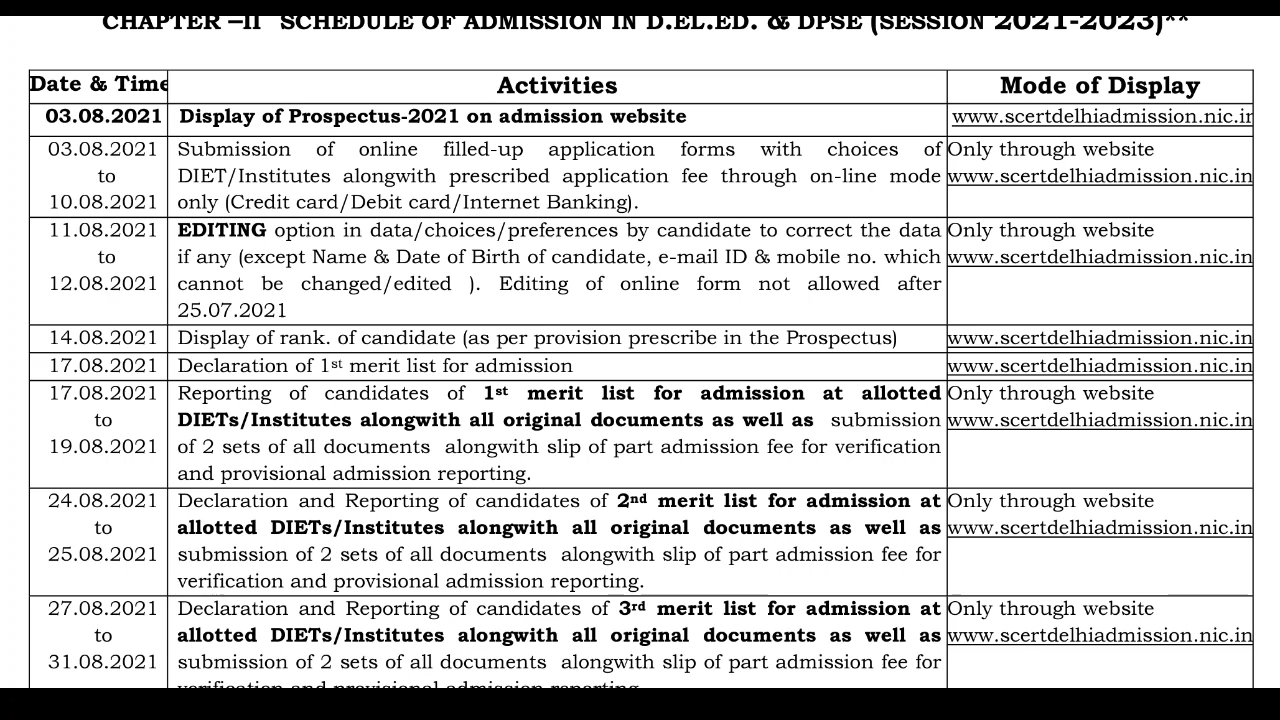 CHAPTER –II SCHEDULE OF ADMISSION IN D.EL.ED. & DPSE (SESSION 2021-2023)**
Date & Time Activities Mode of Display
03.08.2021 Display of Prospectus-2021 on admission website www.scertdelhiadmission.nic.in
03.08.2021 Submission of online filled-up application forms with choices of Only through website
to DIET/Institutes alongwith prescribed application fee through on-line mode www.scertdelhiadmission.nic.in
10.08.2021 only (Credit card/Debit card/Internet Banking).
11.08.2021 EDITING option in data/choices/preferences by candidate to correct the data Only through website
to if any (except Name & Date of Birth of candidate, e-mail ID & mobile no. which www.scertdelhiadmission.nic.in
12.08.2021 cannot be changed/edited ). Editing of online form not allowed after
25.07.2021
14.08.2021 Display of rank. of candidate (as per provision prescribe in the Prospectus) www.scertdelhiadmission.nic.in
17.08.2021 Declaration of 1st merit list for admission www.scertdelhiadmission.nic.in
17.08.2021 Reporting of candidates of 1st merit list for admission at allotted Only through website
to DIETs/Institutes alongwith all original documents as well as submission www.scertdelhiadmission.nic.in
19.08.2021 of 2 sets of all documents alongwith slip of part admission fee for verification
and provisional admission reporting.
24.08.2021 Declaration and Reporting of candidates of 2nd merit list for admission at Only through website
to allotted DIETs/Institutes alongwith all original documents as well as www.scertdelhiadmission.nic.in
25.08.2021 submission of 2 sets of all documents alongwith slip of part admission fee for
verification and provisional admission reporting.
27.08.2021 Declaration and Reporting of candidates of 3rd merit list for admission at Only through website
to allotted DIETs/Institutes alongwith all original documents as well as www.scertdelhiadmission.nic.in
31.08.2021 submission of 2 sets of all documents alongwith slip of part admission fee for
verification and provisional admission reporting.